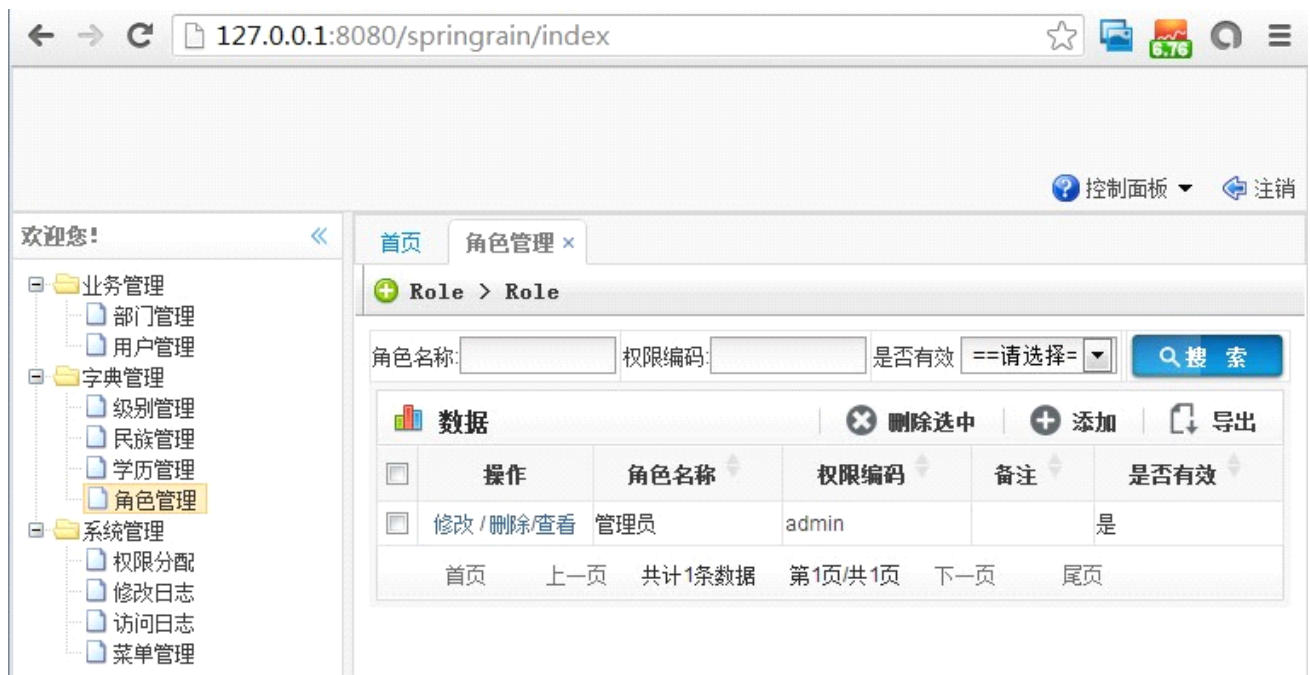 127.0.0.1:8080/springrain/index
6.76
控制面板 注销
欢迎您!
业务管理
部门管理
用户管理
字典管理
级别管理
民族管理
学历管理
角色管理
系统管理
权限分配
修改日志
访问日志
菜单管理
首页 角色管理 ×
Role > Role
角色名称: 权限编码: 是否有效 ==请选择= 搜 索
数据 删除选中 添加 导出
操作 角色名称 权限编码 备注 是否有效
修改 / 删除/查看 管理员 admin 是
首页 上一页 共计1条数据 第1页/共1页 下一页 尾页